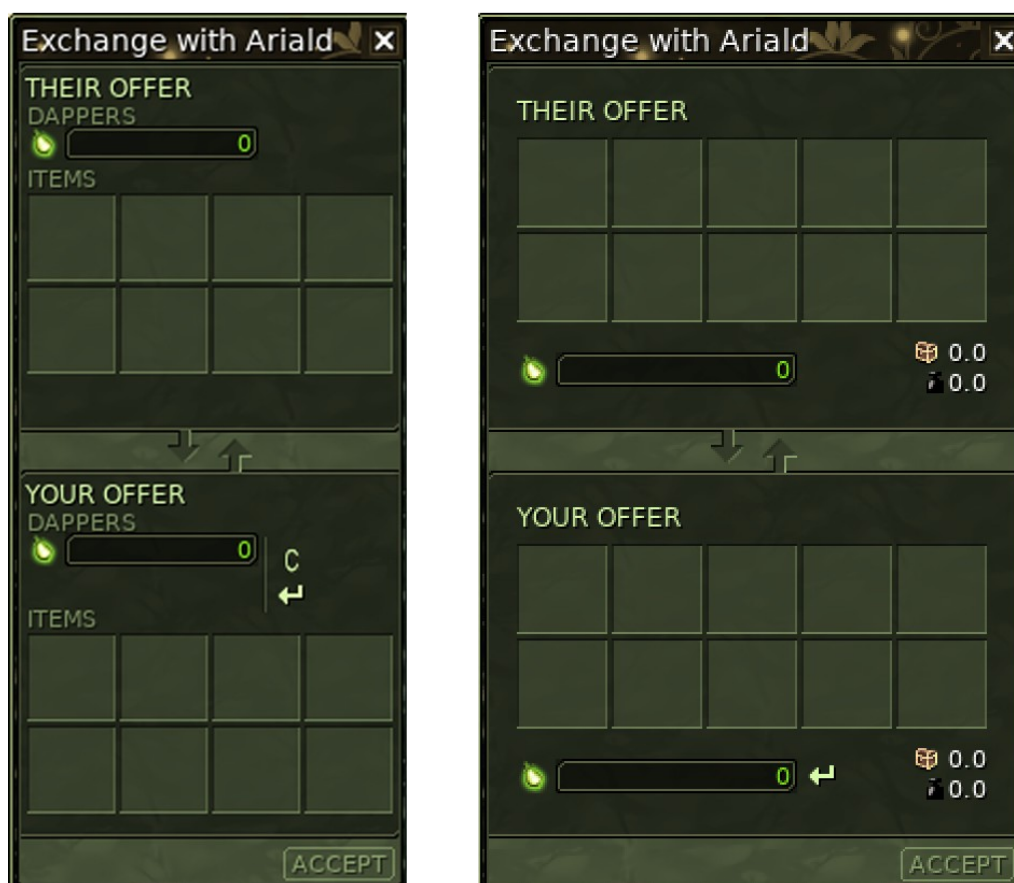 Exchange with Ariald
THEIR OFFER
DAPPERS
0
ITEMS
YOUR OFFER
DAPPERS
0
C
ITEMS
ACCEPT
Exchange with Ariald
THEIR OFFER
0
0.0
0.0
YOUR OFFER
0
0.0
0.0
ACCEPT